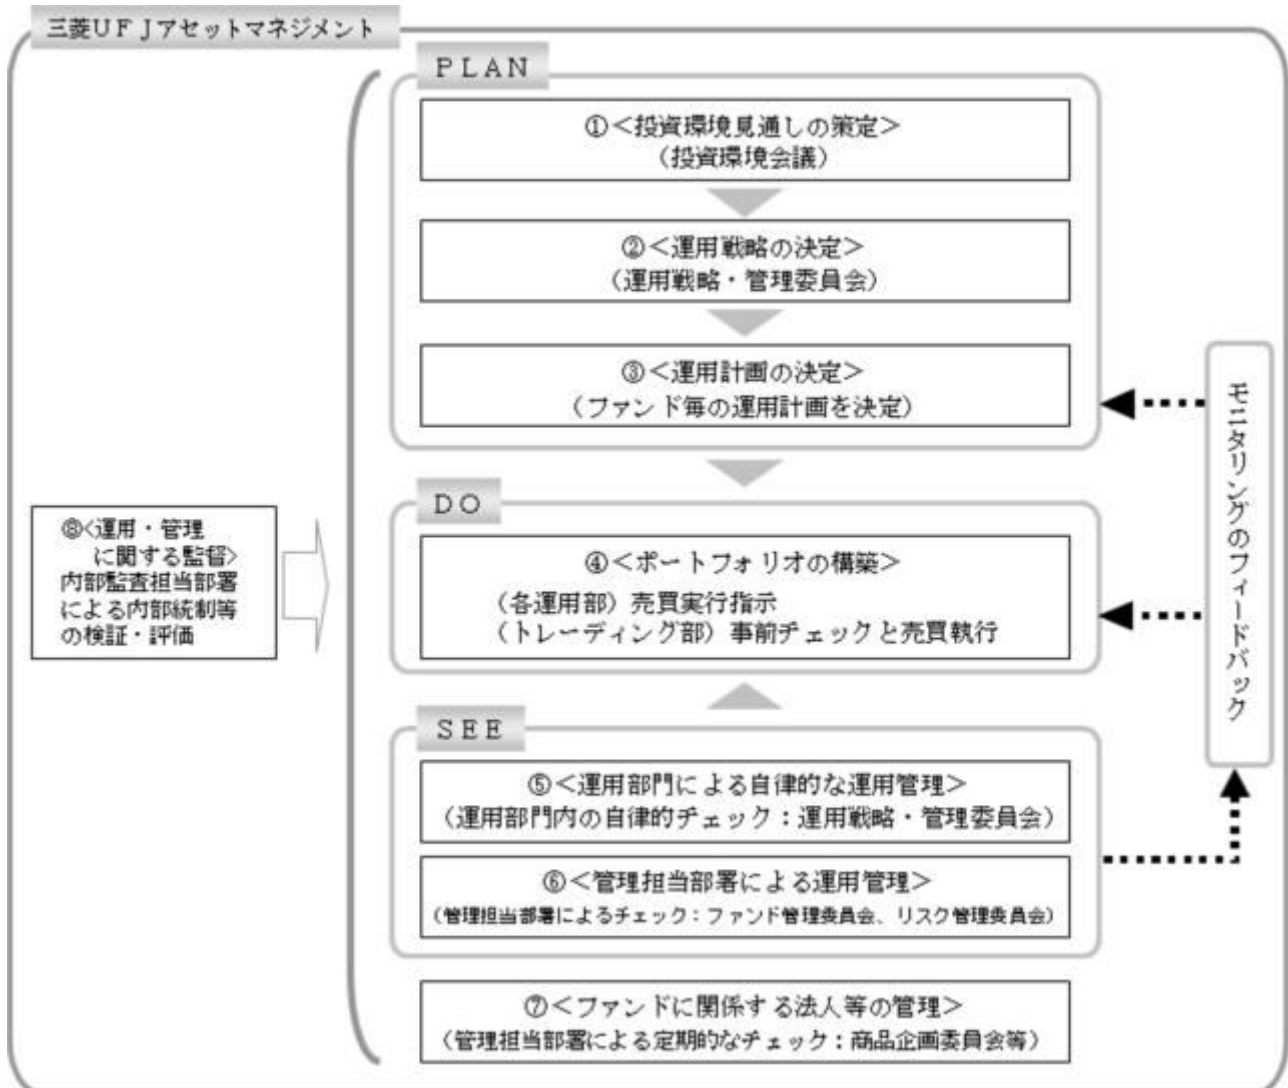 三菱ＵＦＪアセットマネジメント
ＰＬＡＮ
①＜投資環境見通しの策定＞
（投資環境会議）
②＜運用戦略の決定＞
（運用戦略・管理委員会）
③＜運用計画の決定＞
（ファンド毎の運用計画を決定）
ＤＯ
④＜ポートフォリオの構築＞
（各運用部）売買実行指示
（トレーディング部）事前チェックと売買執行
ＳＥＥ
⑤＜運用部門による自律的な運用管理＞
（運用部門内の自律的チェック：運用戦略・管理委員会）
⑥＜管理担当部署による運用管理＞
（管理担当部署によるチェック：ファンド管理委員会、リスク管理委員会）
⑦＜ファンドに関係する法人等の管理＞
（管理担当部署による定期的なチェック：商品企画委員会等）
⑧<運用・管理
に関する監督>
内部監査担当部署
による内部統制等
の検証・評価
モニタリングのフィードバック